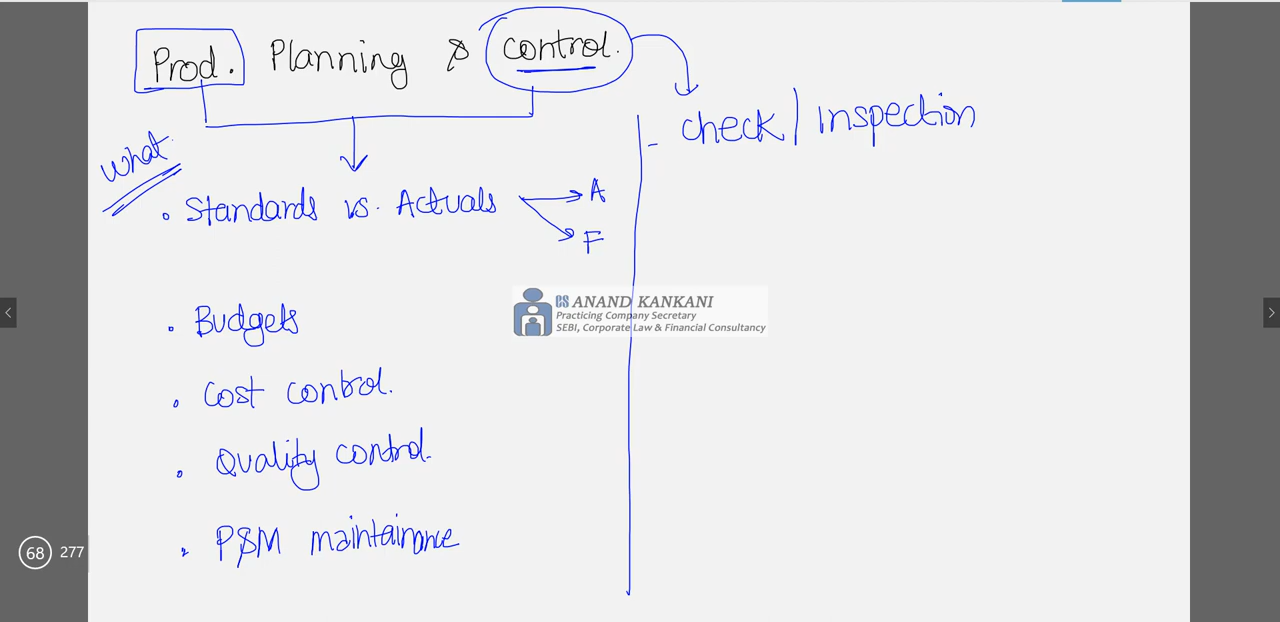 Prod. Planning & control.
check / Inspection
What
Standards vs. Actuals
A
F
Budgets
Cost control.
Quality control.
P&M maintainance
CS ANAND KANKANI
Practicing Company Secretary
SEBI, Corporate Law & Financial Consultancy
68 277